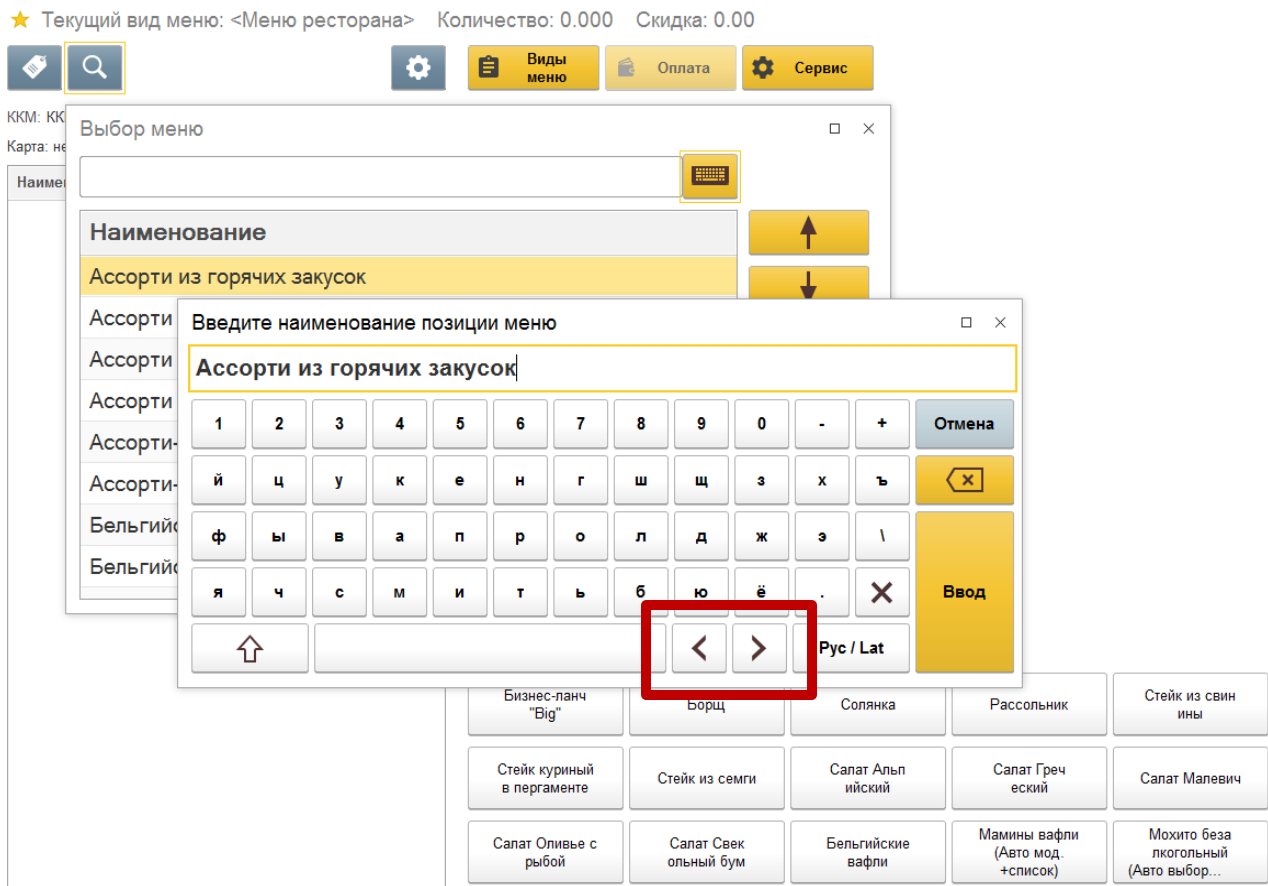 Текущий вид меню: <Меню ресторана> Количество: 0.000 Скидка: 0.00
Виды
меню
Оплата
Сервис
ККМ: КК
Карта: не
Наимен
Выбор меню
Наименование
Ассорти из горячих закусок
Ассорти
Ассорти
Ассорти
Ассорти-
Ассорти-
Бельгийс
Бельгийс
Введите наименование позиции меню
Ассорти из горячих закусок
1 2 3 4 5 6 7 8 9 0 - + Отмена
й ц у к е н г ш щ з х ъ
ф ы в а п р о л д ж э \
я ч с м и т ь б ю ё . Ввод
Рус / Lat
Бизнес-ланч
"Big"
Борщ
Солянка
Рассольник
Стейк из свин
ины
Стейк куриный
в пергаменте
Стейк из семги
Салат Альп
ийский
Салат Греч
еский
Салат Малевич
Салат Оливье с
рыбой
Салат Свек
ольный бум
Бельгийские
вафли
Мамины вафли
(Авто мод.
+список)
Мохито беза
лкогольный
(Авто выбор...